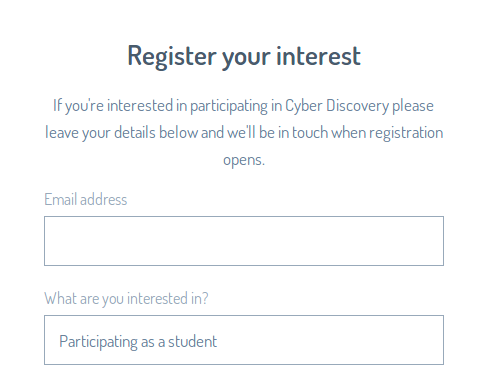 Register your interest
If you're interested in participating in Cyber Discovery please
leave your details below and we'll be in touch when registration
opens.
Email address
What are you interested in?
Participating as a student